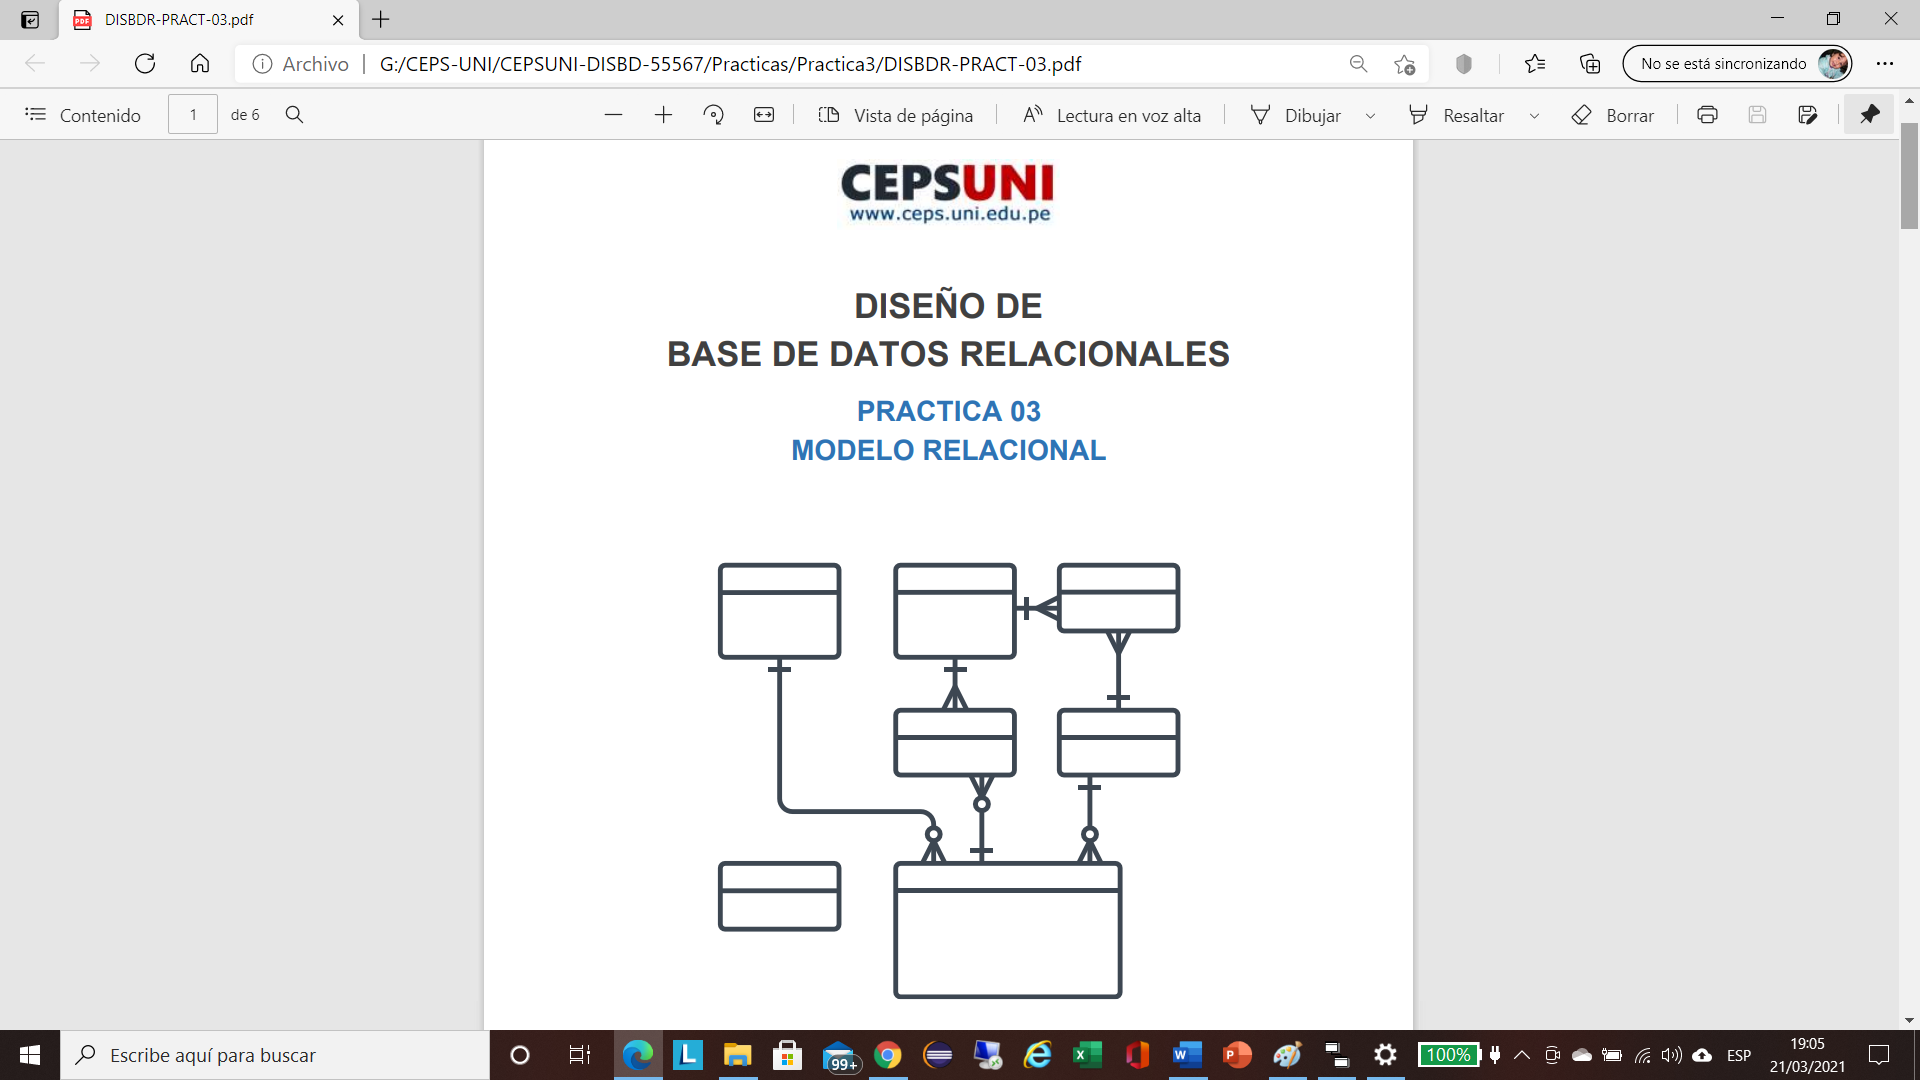 DISBDR-PRACT-03.pdf
Archivo | G:/CEPS-UNI/CEPSUNI-DISBD-55567/Practicas/Practica3/DISBDR-PRACT-03.pdf
No se está sincronizando
Contenido 1 de 6 Vista de página Lectura en voz alta Dibujar Resaltar Borrar
CEPSUNI
www.ceps.uni.edu.pe
DISEÑO DE
BASE DE DATOS RELACIONALES
PRACTICA 03
MODELO RELACIONAL
Escribe aquí para buscar
99+
100%
ESP
19:05
21/03/2021